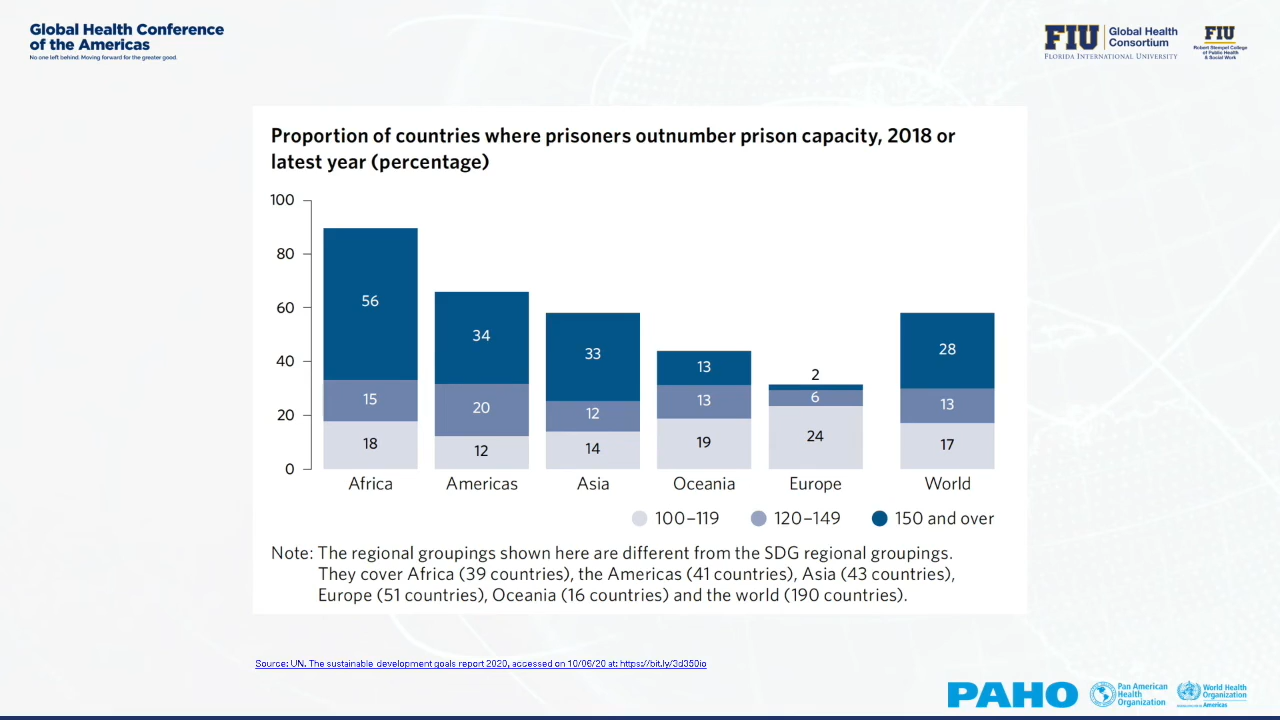 Global Health Conference
of the Americas
No one left behind. Moving forward for the greater good.
FIU
Global Health
Consortium
FLORIDA INTERNATIONAL UNIVERSITY
FIU
Robert Stempel College
of Public Health
& Social Work
Proportion of countries where prisoners outnumber prison capacity, 2018 or
latest year (percentage)
100
80
60
40
20
0
56
15
18
34
20
12
33
12
14
13
13
19
2
6
24
28
13
17
Africa
Americas
Asia
Oceania
Europe
World
100–119
120–149
150 and over
Note: The regional groupings shown here are different from the SDG regional groupings.
They cover Africa (39 countries), the Americas (41 countries), Asia (43 countries),
Europe (51 countries), Oceania (16 countries) and the world (190 countries).
Source: UN. The sustainable development goals report 2020, accessed on 10/06/20 at: https://bit.ly/3d350io
PAHO
Pan American
Health
Organization
World Health
Organization
Americas